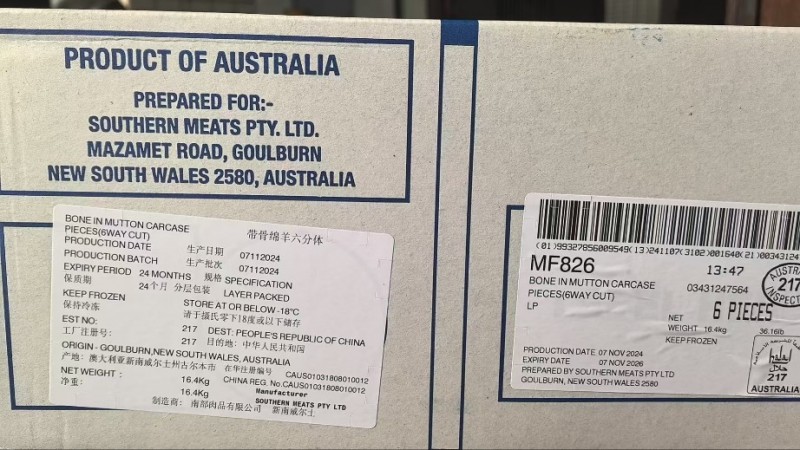 PRODUCT OF AUSTRALIA
PREPARED FOR:-
SOUTHERN MEATS PTY. LTD.
MAZAMET ROAD, GOULBURN
NEW SOUTH WALES 2580, AUSTRALIA
BONE IN MUTTON CARCASE
PIECES(6WAY CUT) 带骨绵羊六分体
PRODUCTION DATE 生产日期 07112024
PRODUCTION BATCH 生产批次 07112024
EXPIRY PERIOD 24 MONTHS 规格 SPECIFICATION
保质期 24个月 分层包装 LAYER PACKED
KEEP FROZEN STORE AT OR BELOW -18°C
保持冷冻 请于摄氏零下18度或以下储存
EST NO: 217 DEST: PEOPLE'S REPUBLIC OF CHINA
工厂注册号: 217 目的地: 中华人民共和国
ORIGIN - GOULBURN,NEW SOUTH WALES, AUSTRALIA
产地: 澳大利亚新南威尔士州古尔本市 在华注册编号 CAUS01031808010012
NET WEIGHT: 16.4Kg CHINA REG. No.CAUS01031808010012
净重: 16.4Kg Manufacturer
SOUTHERN MEATS PTY LTD
制造商: 南部肉品有限公司 新南威尔士
(01)99327856009549(13)241107(3102)001640(21)0343124
MF826 13:47
BONE IN MUTTON CARCASE 03431247564
PIECES(6WAY CUT)
LP 6 PIECES
NET
WEIGHT 16.4kg 36.16lb
KEEP FROZEN
PRODUCTION DATE 07 NOV 2024
EXPIRY DATE 07 NOV 2026
PREPARED BY SOUTHERN MEATS PTY LTD
GOULBURN, NEW SOUTH WALES 2580
217
حلال
217
AUSTRALIA